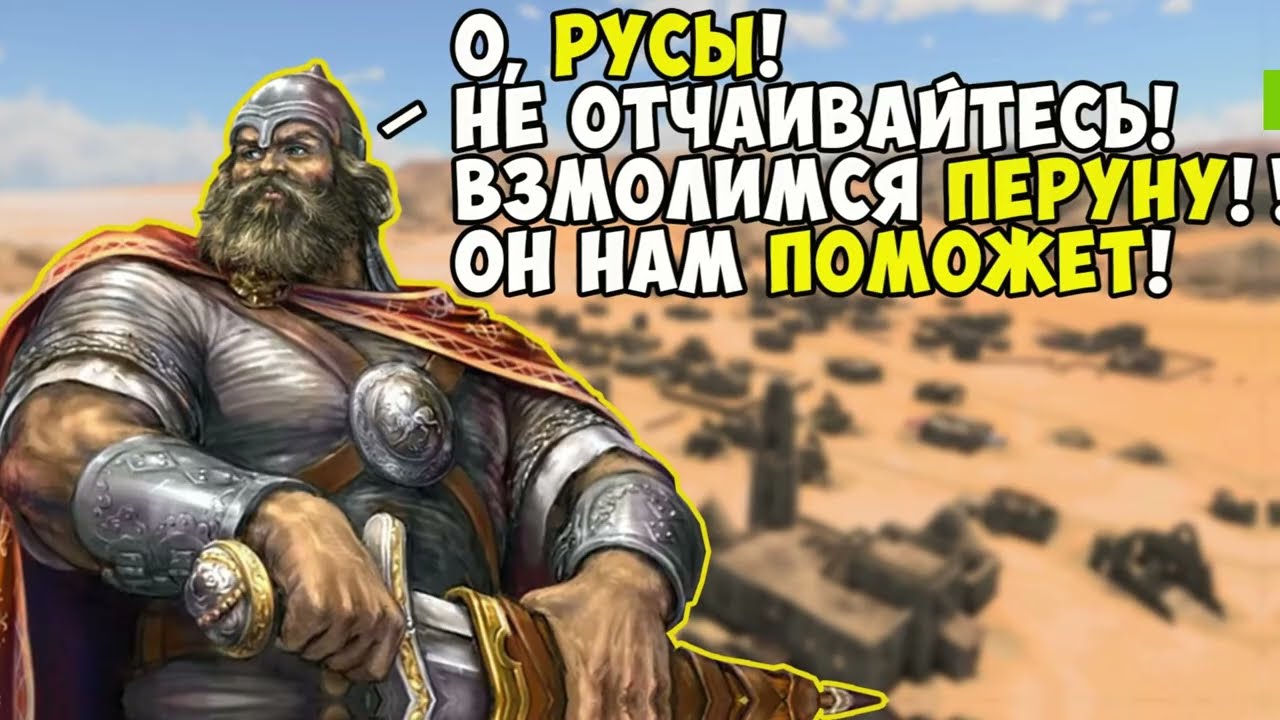 О, РУСЫ!
НЕ ОТЧАИВАЙТЕСЬ!
ВЗМОЛИМСЯ ПЕРУНУ!!
ОН НАМ ПОМОЖЕТ!